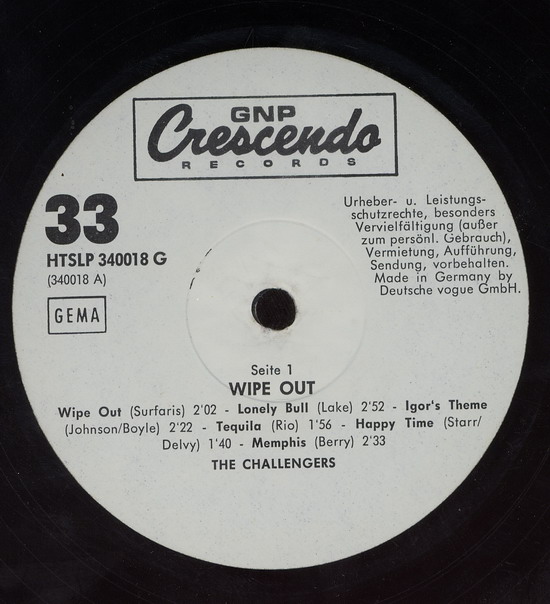 GNP
Crescendo
RECORDS
33
HTSLP 340018 G
(340018 A)
GEMA
Urheber- u. Leistungs-
schutzrechte, besonders
Vervielfältigung (außer
zum persönl. Gebrauch),
Vermietung, Aufführung,
Sendung, vorbehalten.
Made in Germany by
Deutsche vogue GmbH.
Seite 1
WIPE OUT
Wipe Out (Surfaris) 2'02 - Lonely Bull (Lake) 2'52 - Igor's Theme
(Johnson/Boyle) 2'22 - Tequila (Rio) 1'56 - Happy Time (Starr/
Delvy) 1'40 - Memphis (Berry) 2'33
THE CHALLENGERS